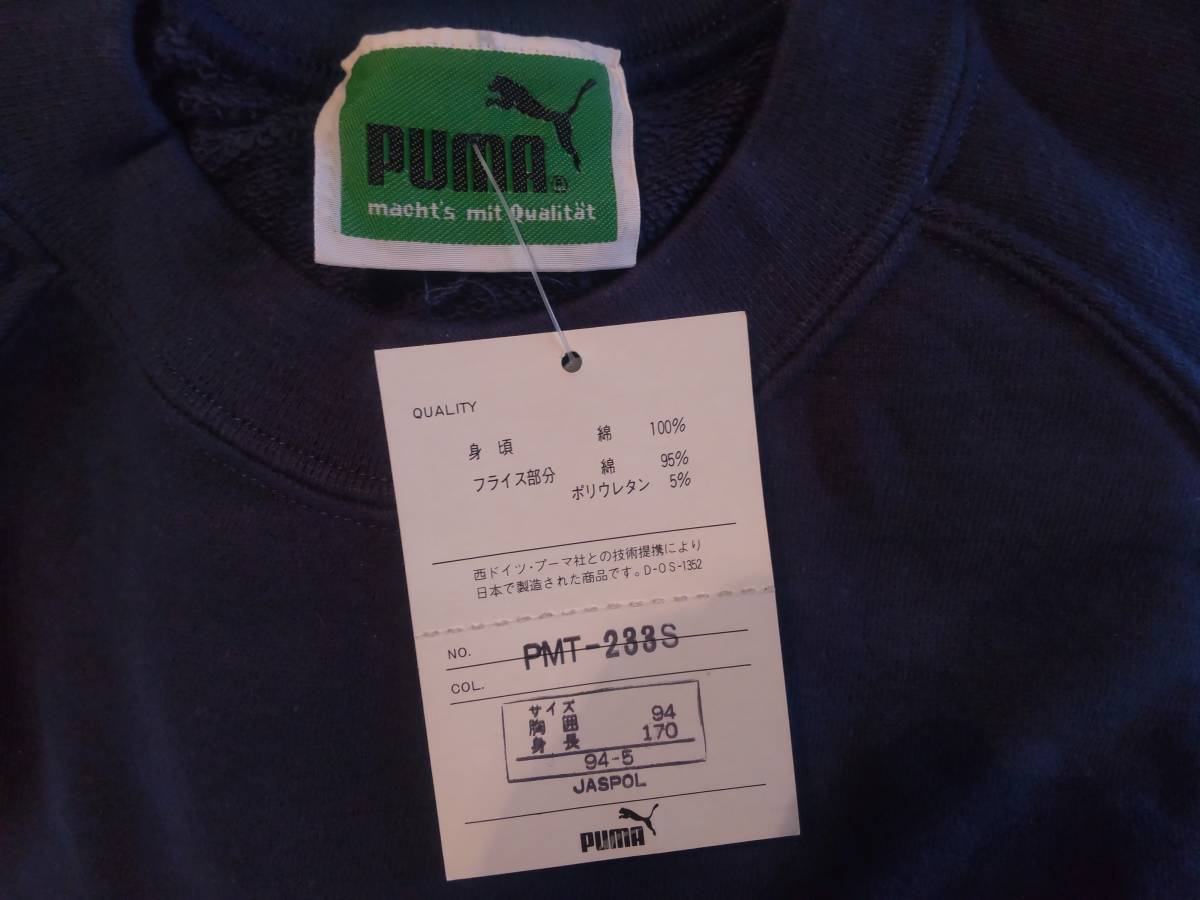 PUMA®
macht's mit Qualität
QUALITY
身頃 綿 100%
フライス部分 綿 95%
ポリウレタン 5%
西ドイツ・プーマ社との技術提携により
日本で製造された商品です。D-OS-1352
NO. PMT-233S
COL.
サイズ
胸囲 94
身長 170
94-5
JASPOL
PUMA